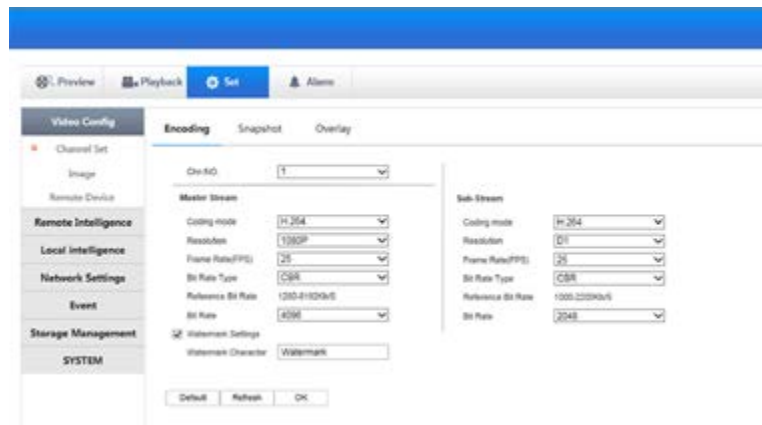 Preview Playback Set Alarm
Video Config
Channel Set
Image
Remote Device
Remote Intelligence
Local intelligence
Network Settings
Event
Storage Management
SYSTEM
Encoding Snapshot Overlay
Chn NO. 1
Master Stream
Coding mode H.264
Resolution 1080P
Frame Rate(FPS) 25
Bit Rate Type CBR
Reference Bit Rate
Bit Rate 4096
Watermark Settings
Watermark Character Watermark
Default Refresh OK
Sub Stream
Coding mode H.264
Resolution D1
Frame Rate(FPS) 25
Bit Rate Type CBR
Reference Bit Rate
Bit Rate 2048